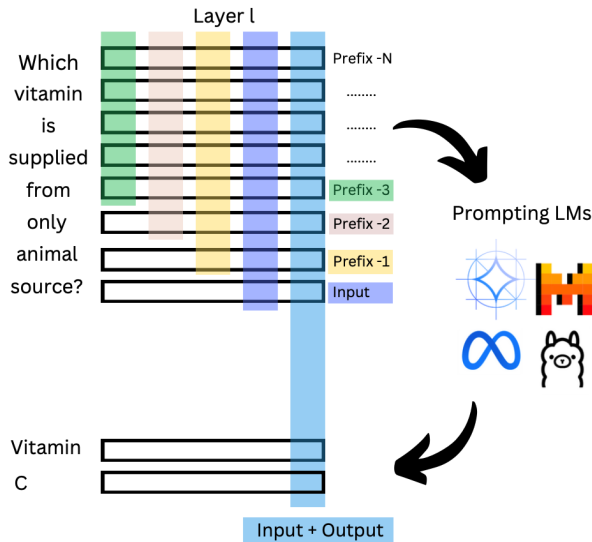 Layer l
Which Prefix -N
vitamin ........
is ........
supplied ........
from Prefix -3
only Prefix -2
animal Prefix -1
source? Input
Prompting LMs
Vitamin
C
Input + Output